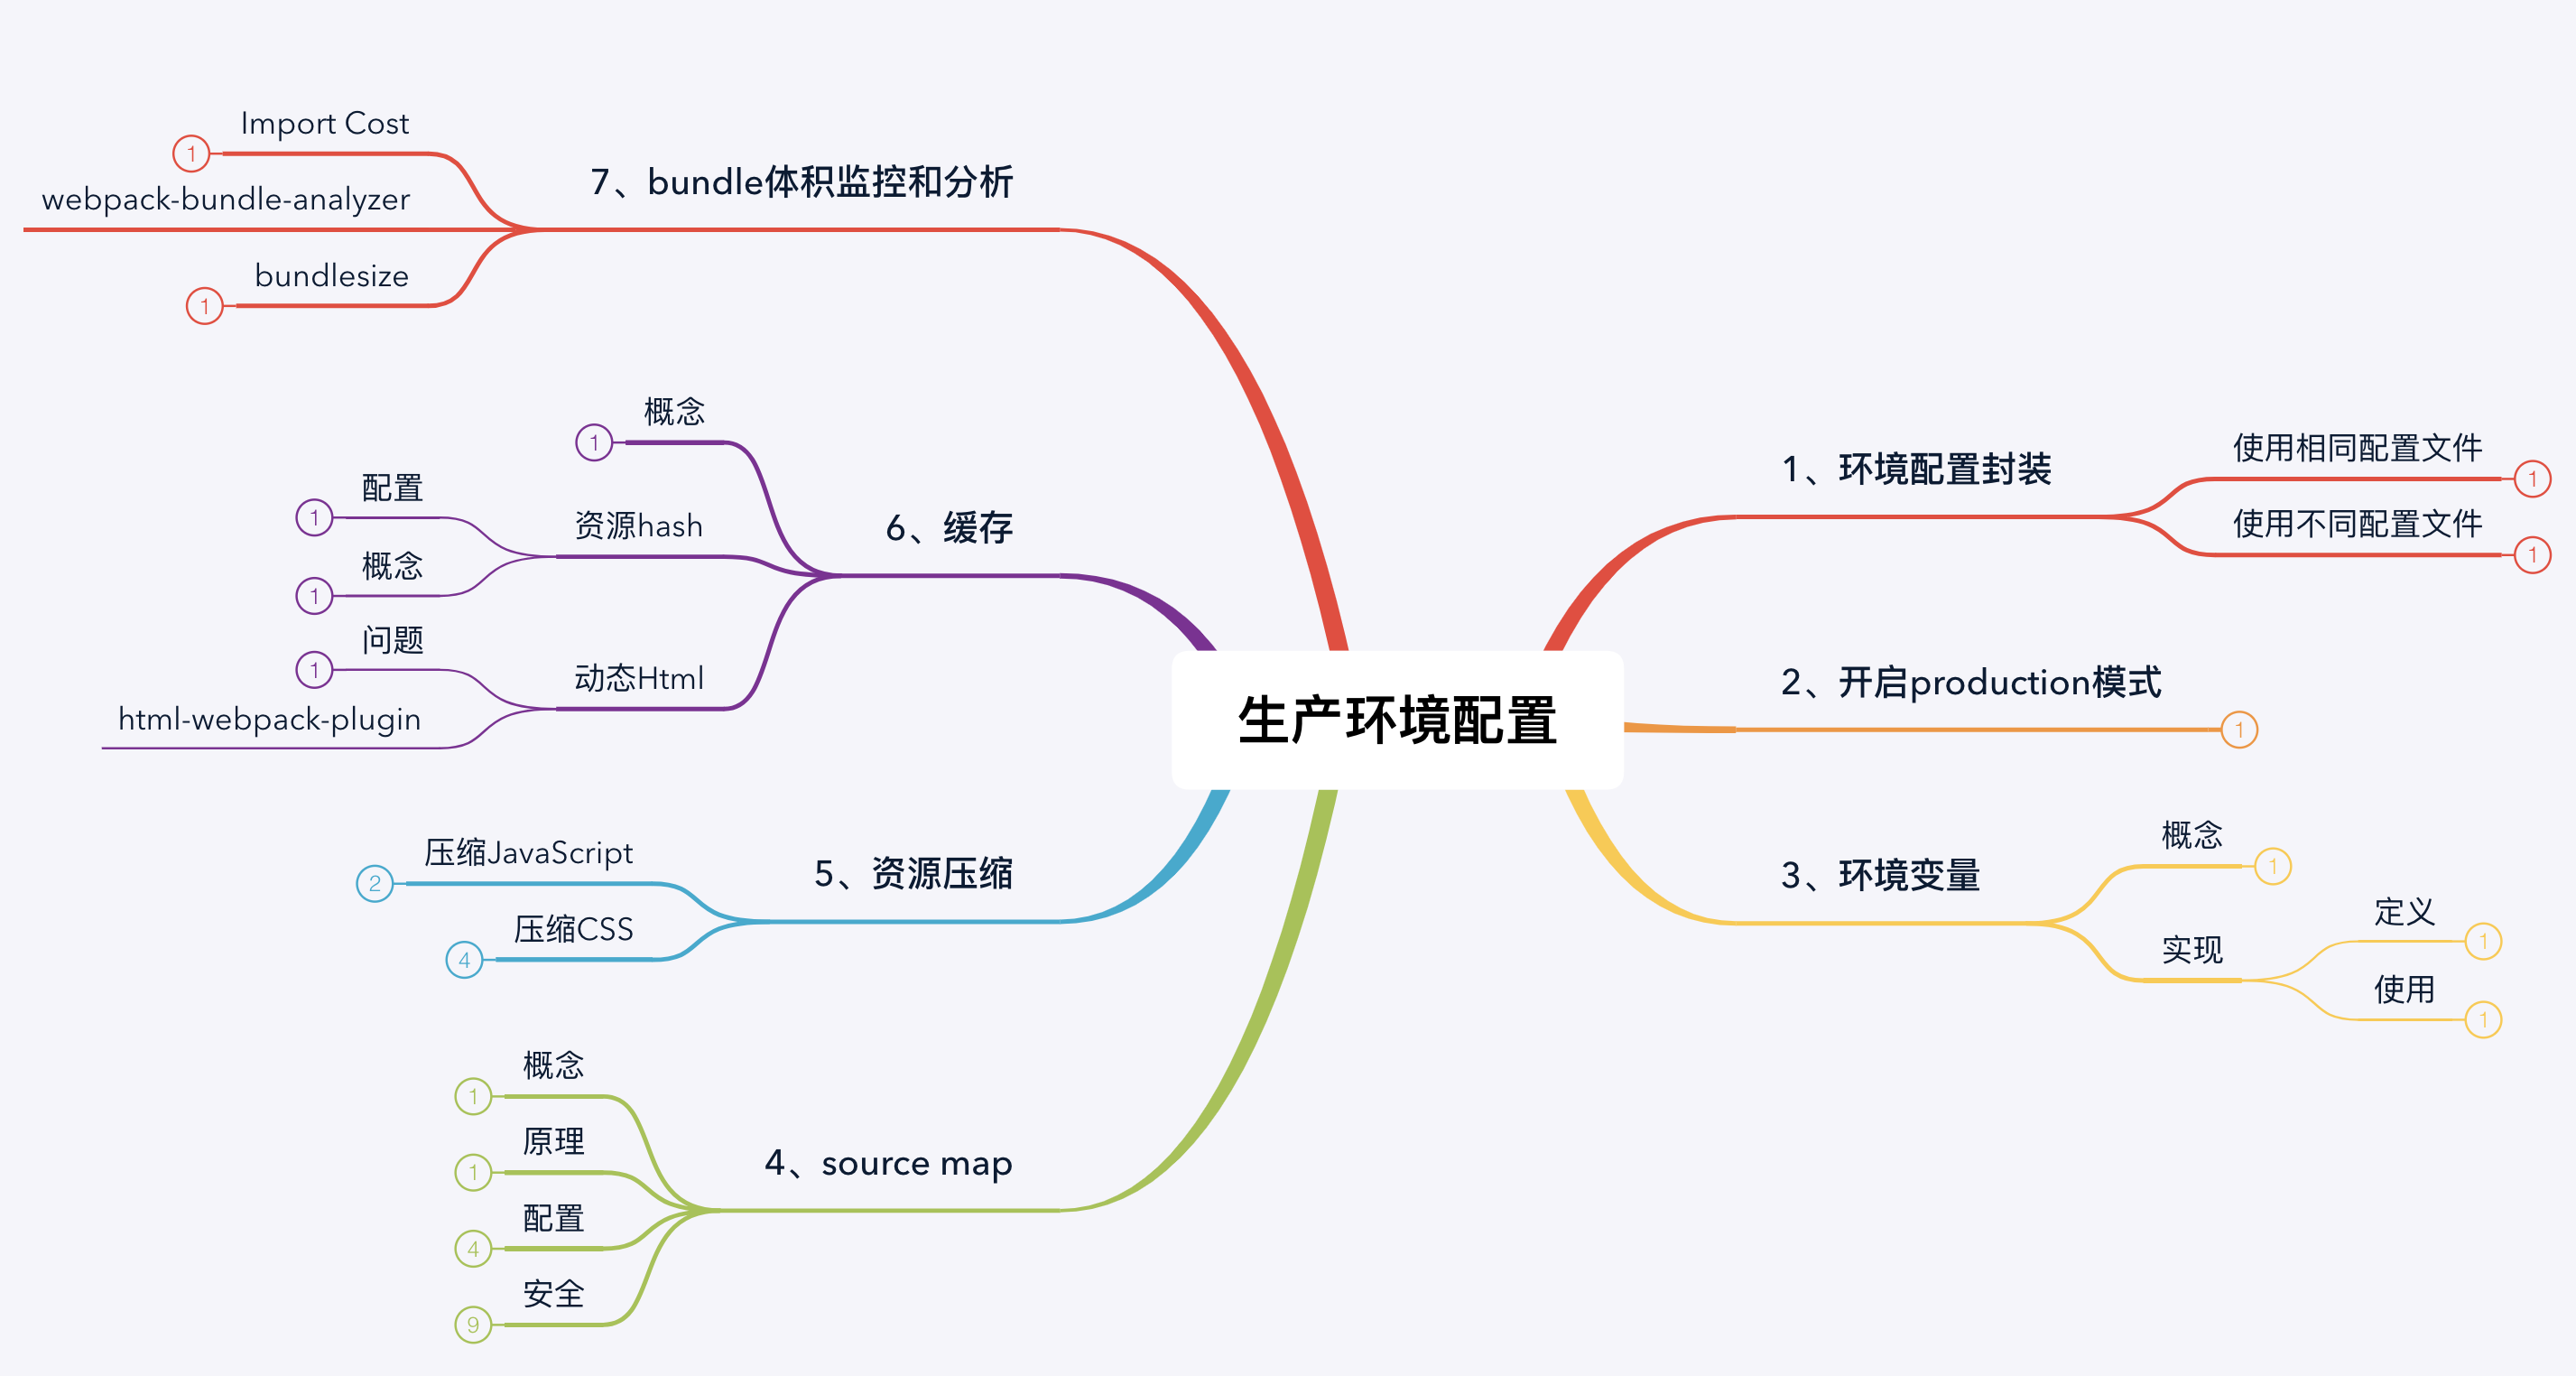 生产环境配置
1、环境配置封装
使用相同配置文件
1
使用不同配置文件
1
2、开启production模式
1
3、环境变量
概念
1
实现
定义
1
使用
1
4、source map
概念
1
原理
1
配置
4
安全
9
5、资源压缩
压缩JavaScript
2
压缩CSS
4
6、缓存
概念
1
资源hash
配置
1
概念
1
动态Html
问题
1
html-webpack-plugin
7、bundle体积监控和分析
Import Cost
1
webpack-bundle-analyzer
bundlesize
1